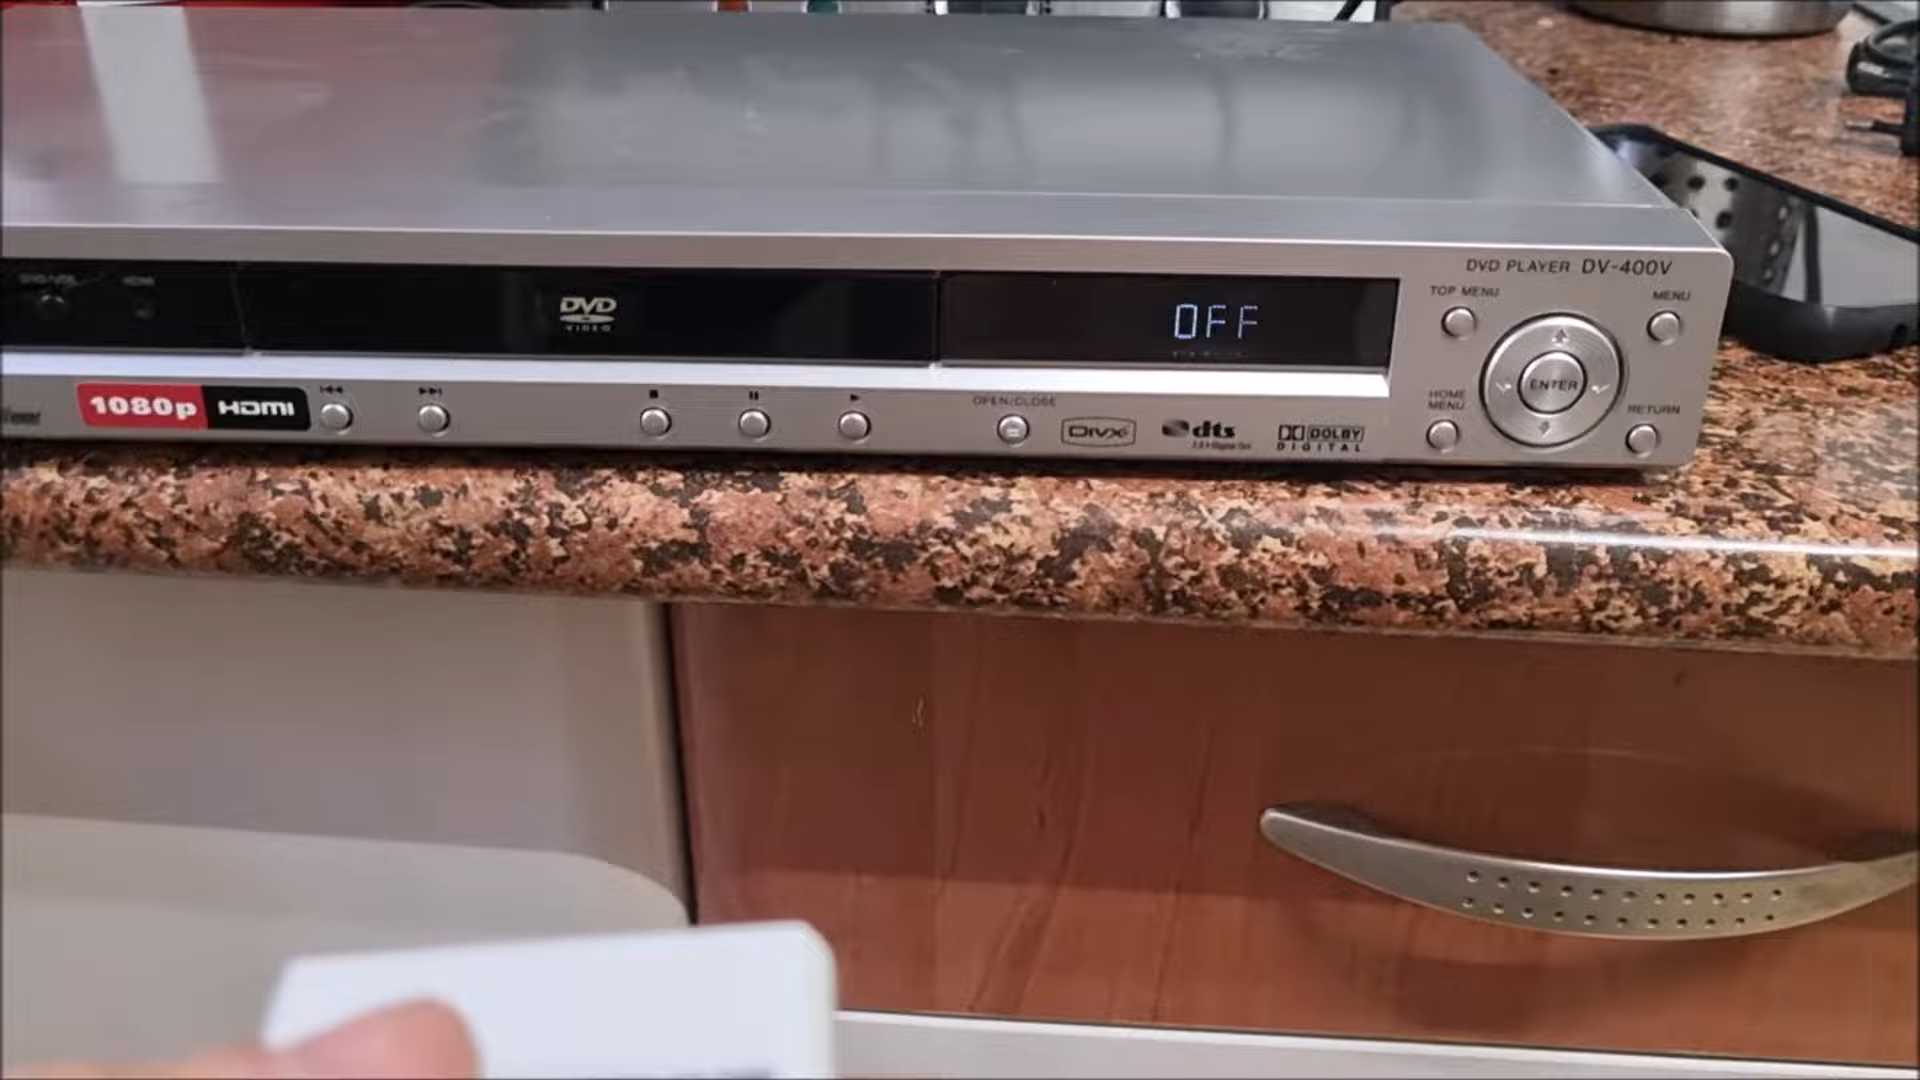 DVD PLAYER DV-400V
TOP MENU
MENU
DVD
VIDEO
OFF
ENTER
HOME
MENU
RETURN
1080p HDMI
OPEN/CLOSE
DivX
dts
DOLBY
DIGITAL